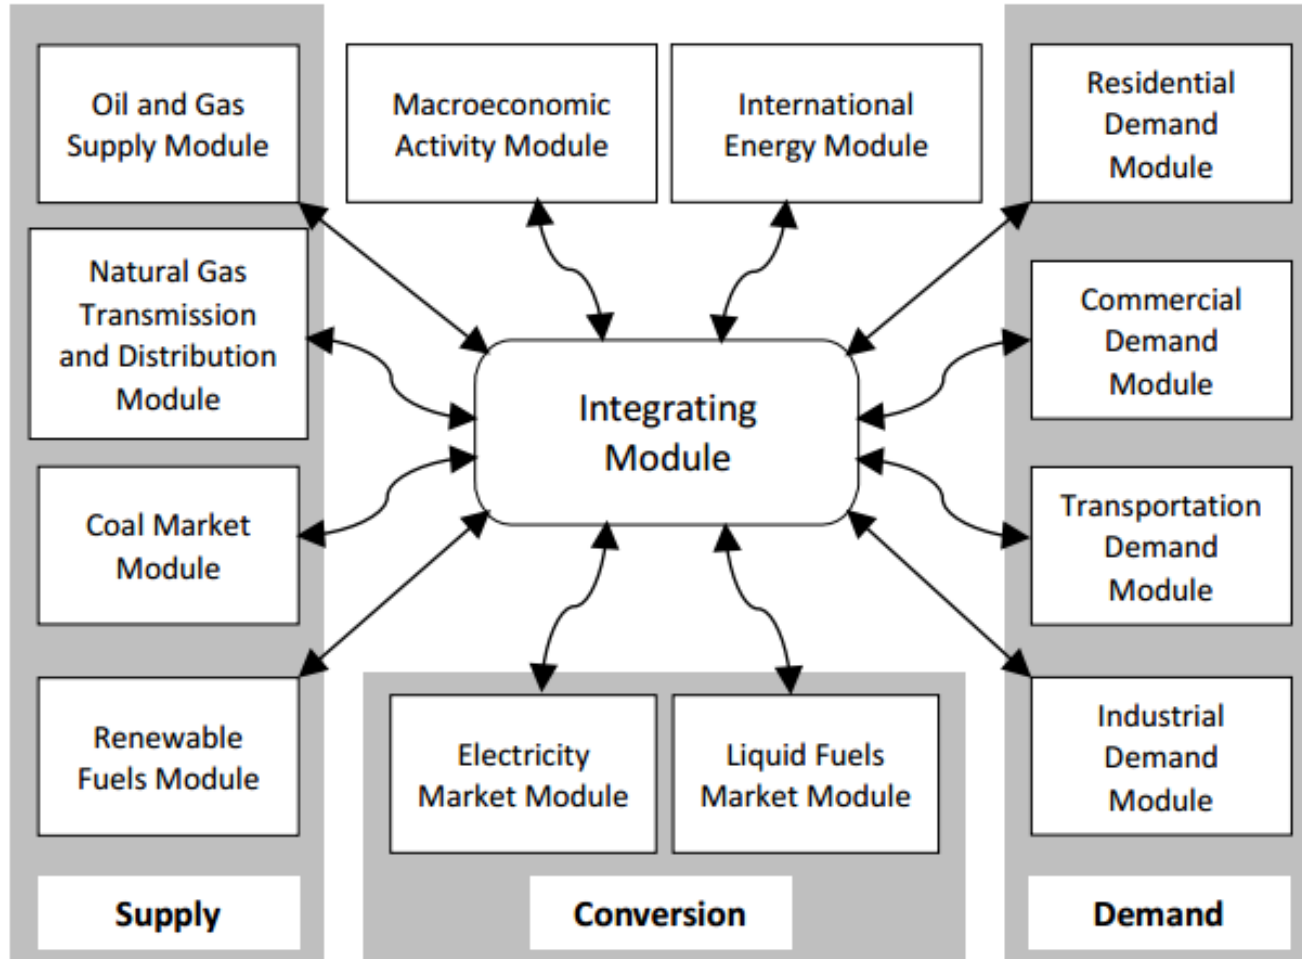 Oil and Gas
Supply Module
Macroeconomic
Activity Module
International
Energy Module
Residential
Demand
Module
Natural Gas
Transmission
and Distribution
Module
Commercial
Demand
Module
Integrating
Module
Coal Market
Module
Transportation
Demand
Module
Renewable
Fuels Module
Electricity
Market Module
Liquid Fuels
Market Module
Industrial
Demand
Module
Supply
Conversion
Demand